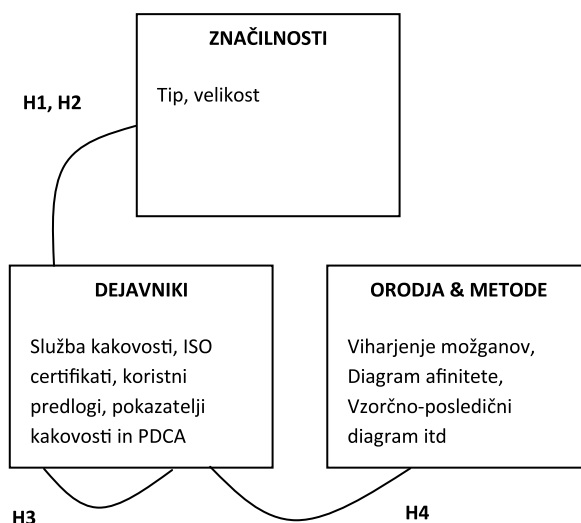 ZNAČILNOSTI
Tip, velikost
H1, H2
DEJAVNIKI
Služba kakovosti, ISO
certifikati, koristni
predlogi, pokazatelji
kakovosti in PDCA
ORODJA & METODE
Viharjenje možganov,
Diagram afinitete,
Vzorčno-posledični
diagram itd
H3
H4